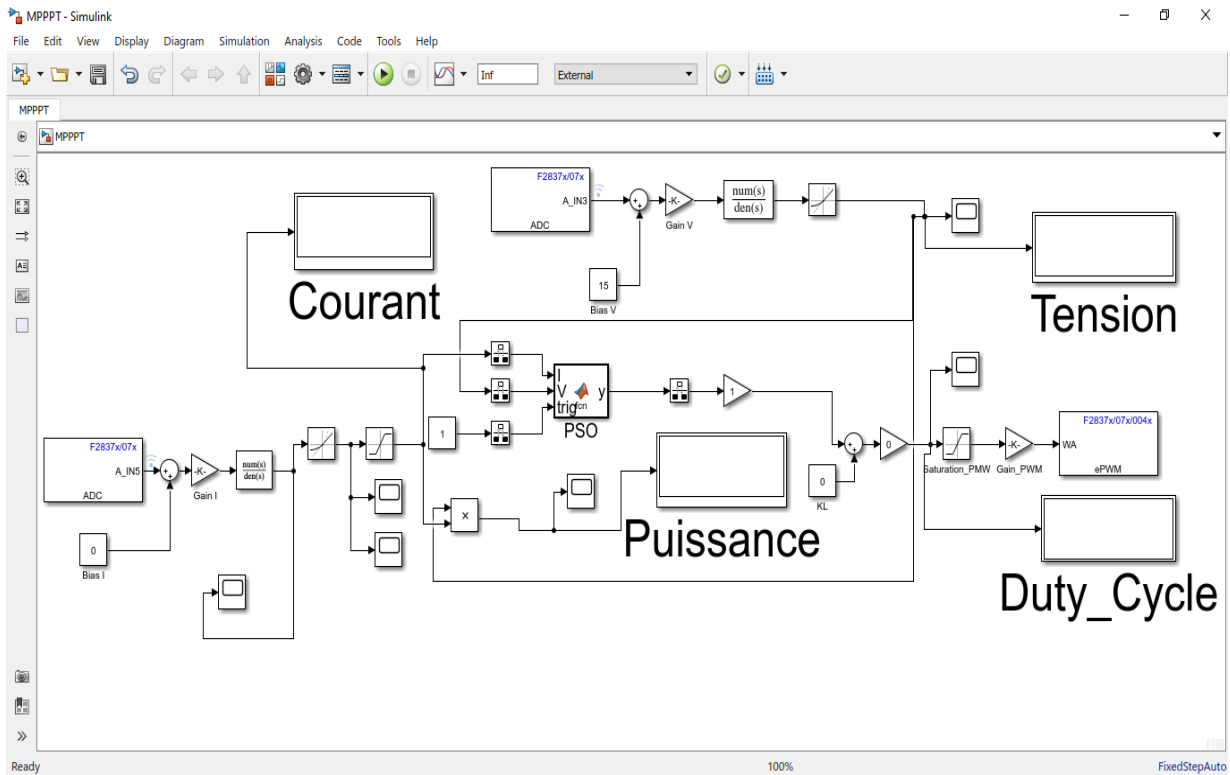 MPPPT - Simulink
File Edit View Display Diagram Simulation Analysis Code Tools Help
Inf
External
MPPPT
MPPPT
F2837x/07x
A_IN3
ADC
-K-
Gain V
num(s)
den(s)
15
Bias V
Courant
Tension
I
V
trig
fcn
y
PSO
1
1
F2837x/07x
A_IN5
ADC
-K-
Gain I
num(s)
den(s)
0
Bias I
×
Puissance
0
KL
0
Saturation_PMW
-K-
Gain_PWM
F2837x/07x/004x
WA
ePWM
Duty_Cycle
Ready
100%
FixedStepAuto